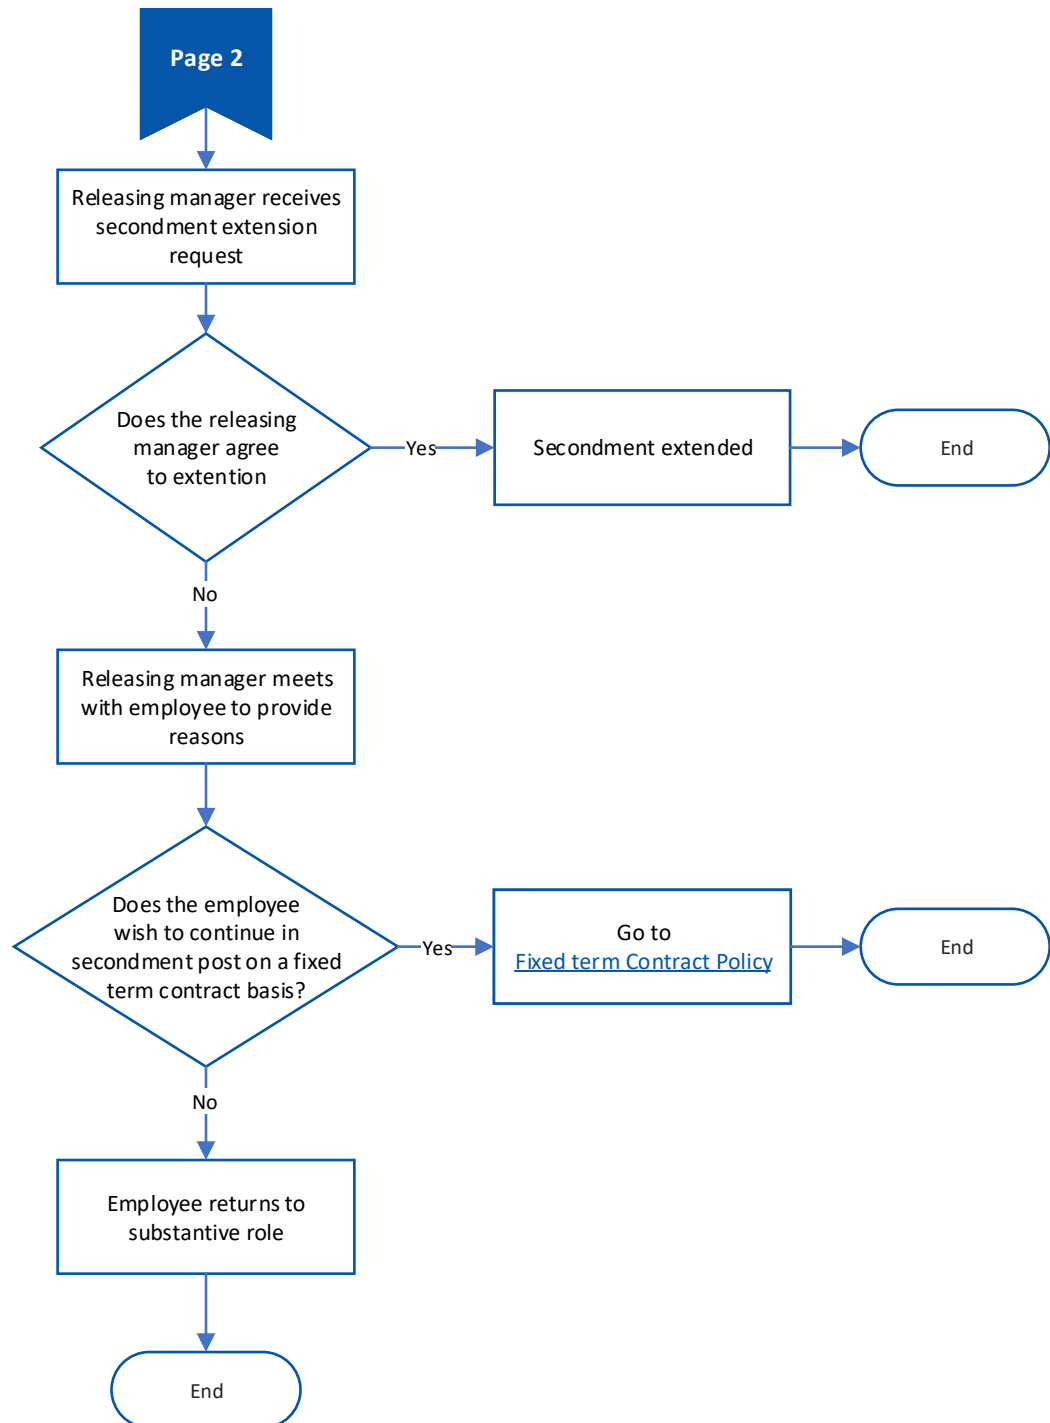 Page 2
Releasing manager receives
secondment extension
request
Does the releasing
manager agree
to extention
Yes
Secondment extended
End
No
Releasing manager meets
with employee to provide
reasons
Does the employee
wish to continue in
secondment post on a fixed
term contract basis?
Yes
Go to
Fixed term Contract Policy
End
No
Employee returns to
substantive role
End